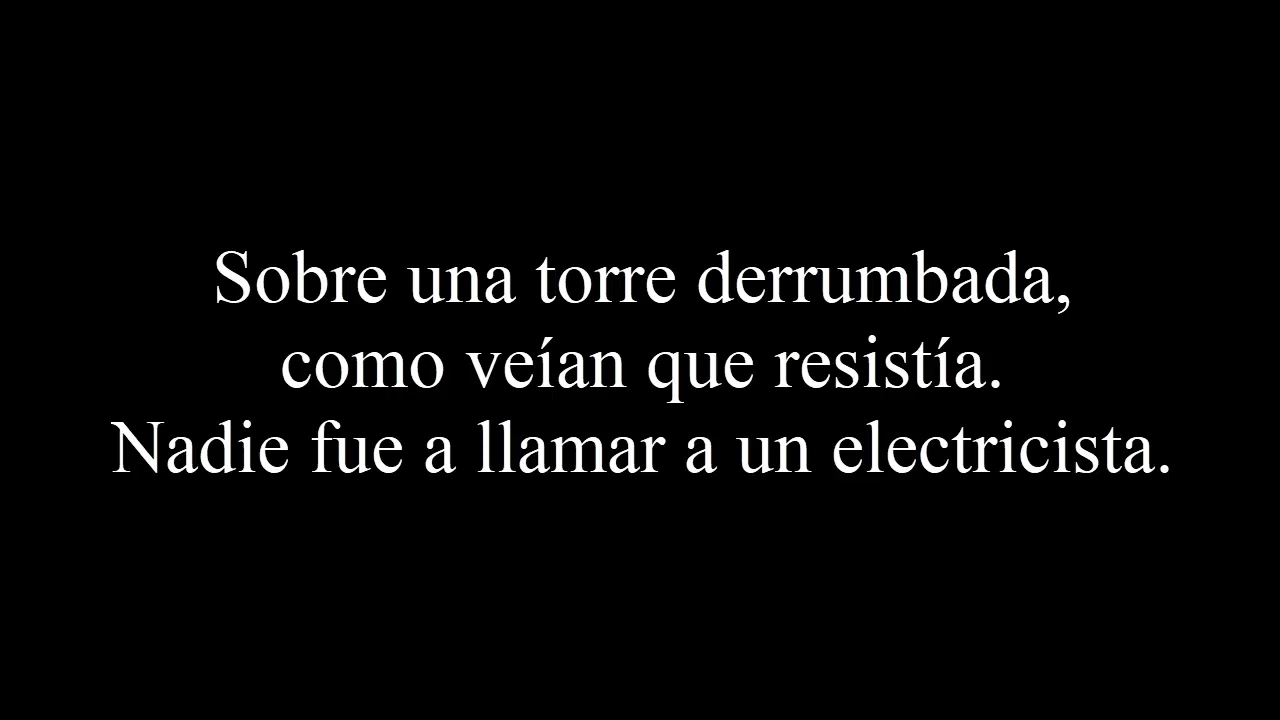 Sobre una torre derrumbada,
como veían que resistía.
Nadie fue a llamar a un electricista.